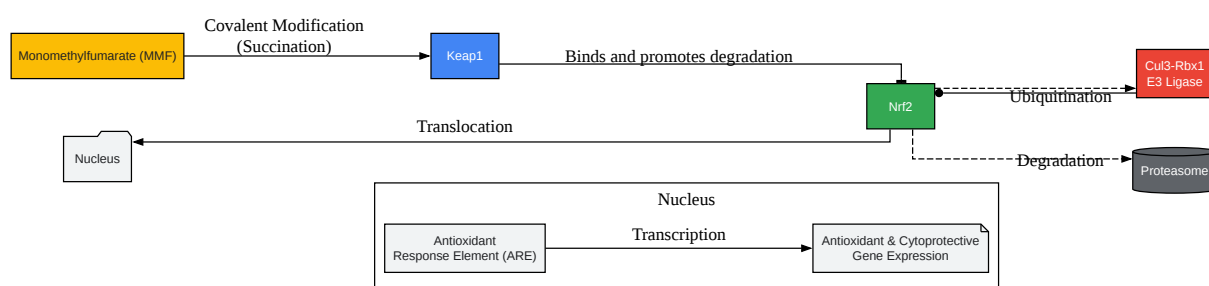 Covalent Modification
(Succination)
Monomethylfumarate (MMF)
Keap1
Binds and promotes degradation
Cul3-Rbx1
E3 Ligase
Nrf2
Ubiquitination
Translocation
Nucleus
Degradation
Proteasome
Nucleus
Antioxidant
Response Element (ARE)
Transcription
Antioxidant & Cytoprotective
Gene Expression